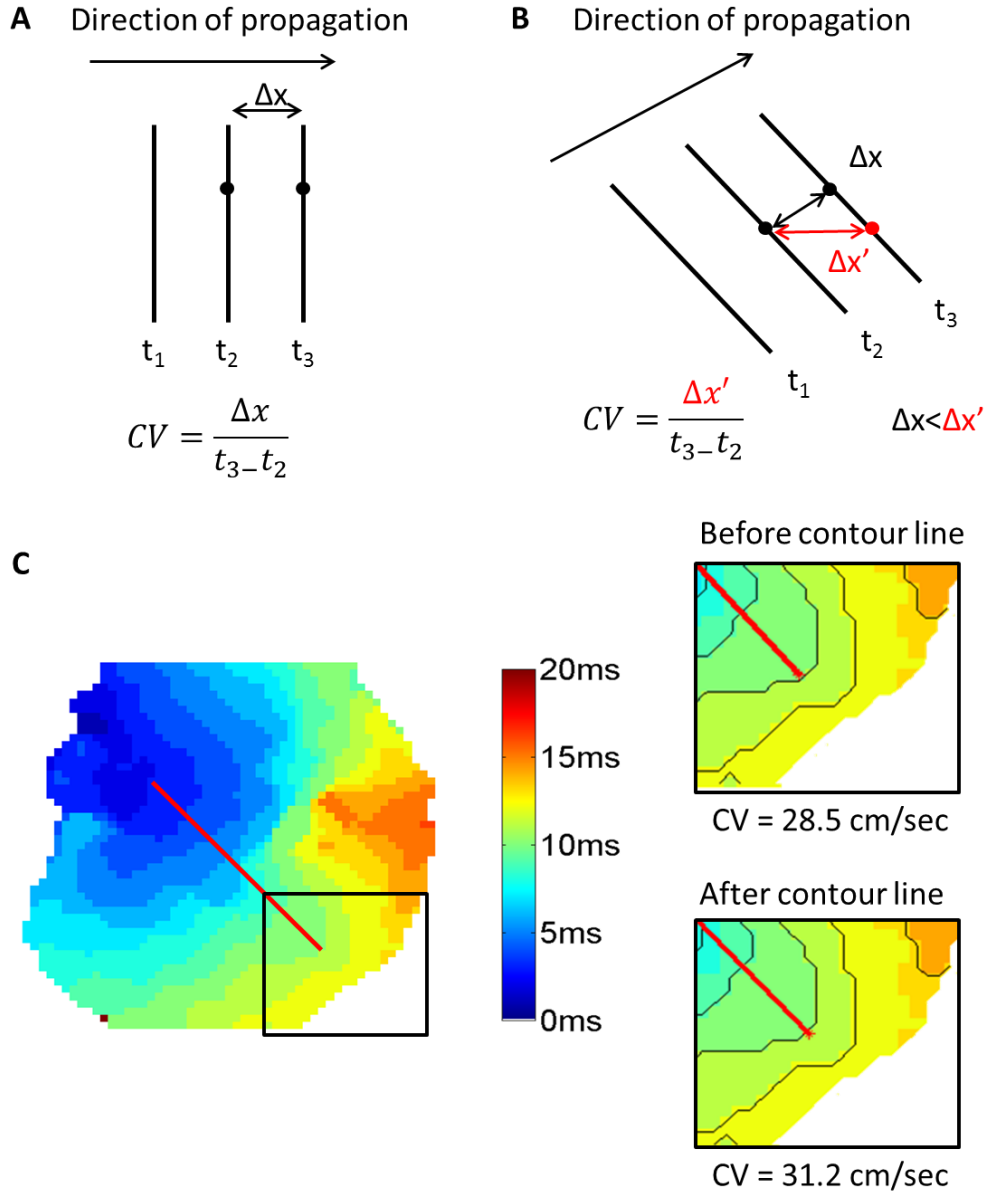 A Direction of propagation
Δx
t₁ t₂ t₃
CV = Δx / t₃₋t₂
B Direction of propagation
Δx
Δx’
t₃
t₂
t₁
CV = Δx′ / t₃₋t₂
Δx<Δx’
C
20ms
15ms
10ms
5ms
0ms
Before contour line
CV = 28.5 cm/sec
After contour line
CV = 31.2 cm/sec